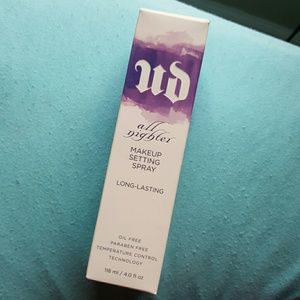 UD
all
nighter
MAKEUP
SETTING
SPRAY
LONG-LASTING
OIL FREE
PARABEN FREE
TEMPERATURE CONTROL
TECHNOLOGY
118 ml / 4.0 fl oz